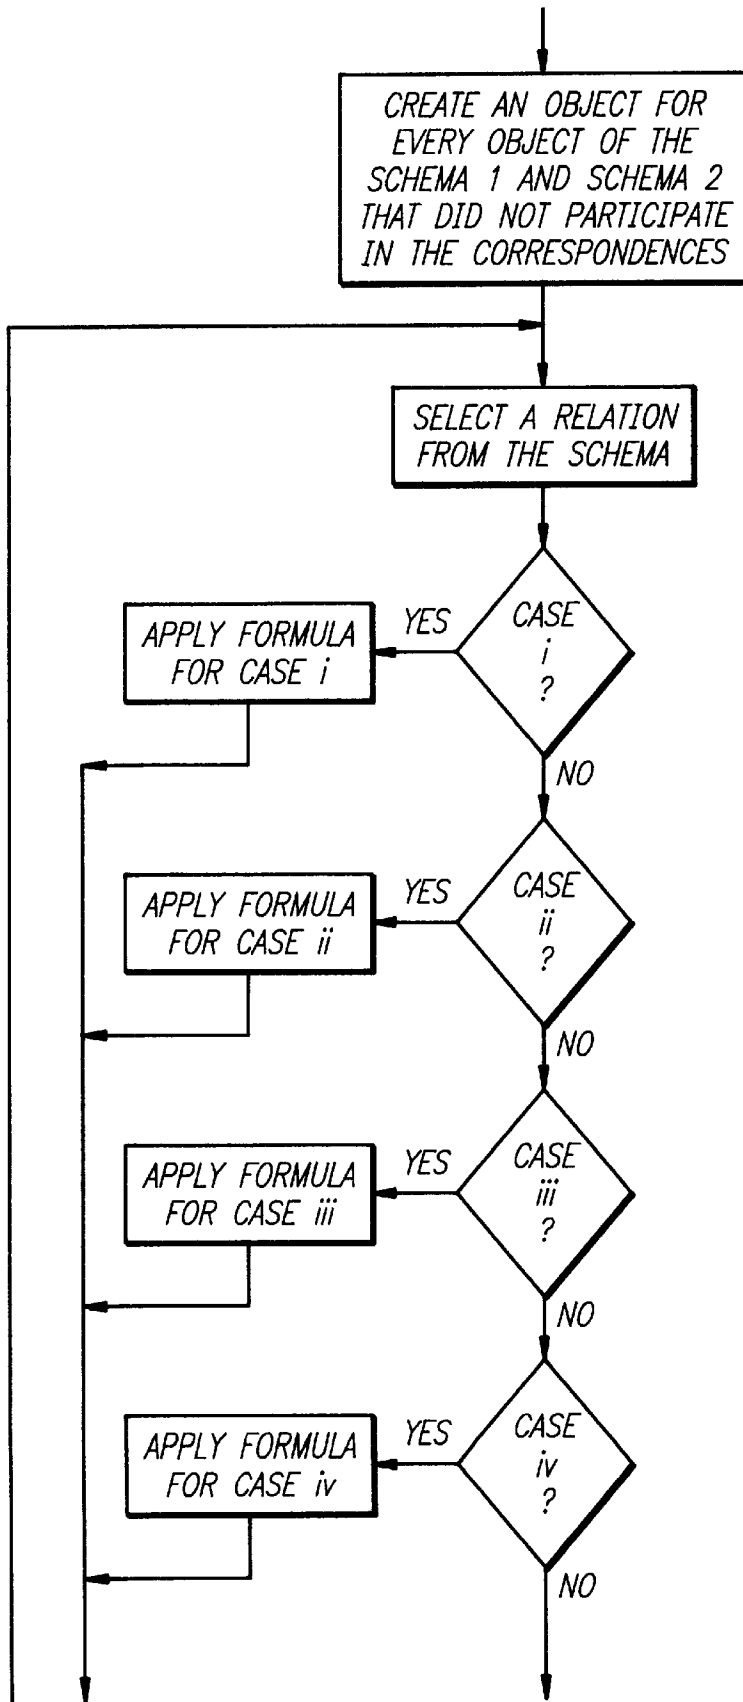 CREATE AN OBJECT FOR
EVERY OBJECT OF THE
SCHEMA 1 AND SCHEMA 2
THAT DID NOT PARTICIPATE
IN THE CORRESPONDENCES
SELECT A RELATION
FROM THE SCHEMA
CASE
i
?
YES
APPLY FORMULA
FOR CASE i
NO
CASE
ii
?
YES
APPLY FORMULA
FOR CASE ii
NO
CASE
iii
?
YES
APPLY FORMULA
FOR CASE iii
NO
CASE
iv
?
YES
APPLY FORMULA
FOR CASE iv
NO